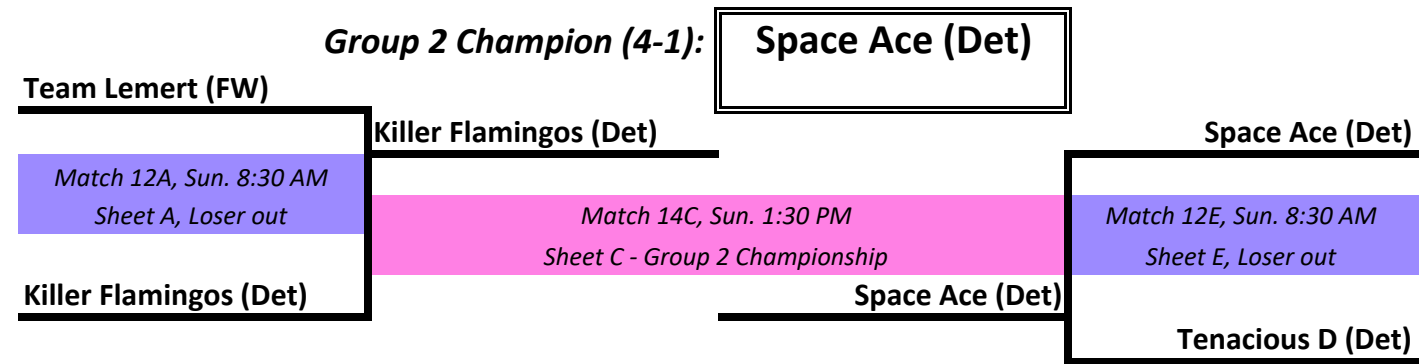 Group 2 Champion (4-1): Space Ace (Det)
Team Lemert (FW)
Killer Flamingos (Det) Space Ace (Det)
Match 12A, Sun. 8:30 AM
Sheet A, Loser out Match 14C, Sun. 1:30 PM Match 12E, Sun. 8:30 AM
Sheet C - Group 2 Championship Sheet E, Loser out
Killer Flamingos (Det) Space Ace (Det)
Tenacious D (Det)